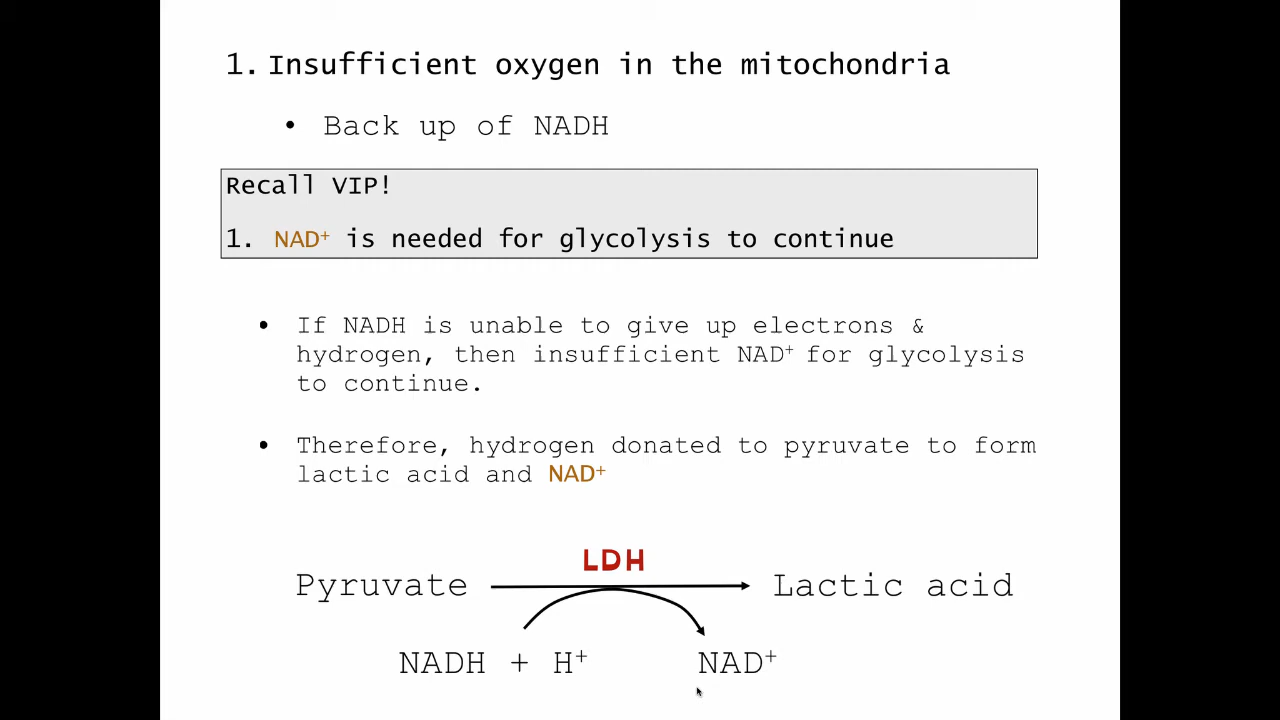 1. Insufficient oxygen in the mitochondria
• Back up of NADH
Recall VIP!
1. NAD⁺ is needed for glycolysis to continue
• If NADH is unable to give up electrons &
hydrogen, then insufficient NAD⁺ for glycolysis
to continue.
• Therefore, hydrogen donated to pyruvate to form
lactic acid and NAD⁺
LDH
Pyruvate Lactic acid
NADH + H⁺ NAD⁺